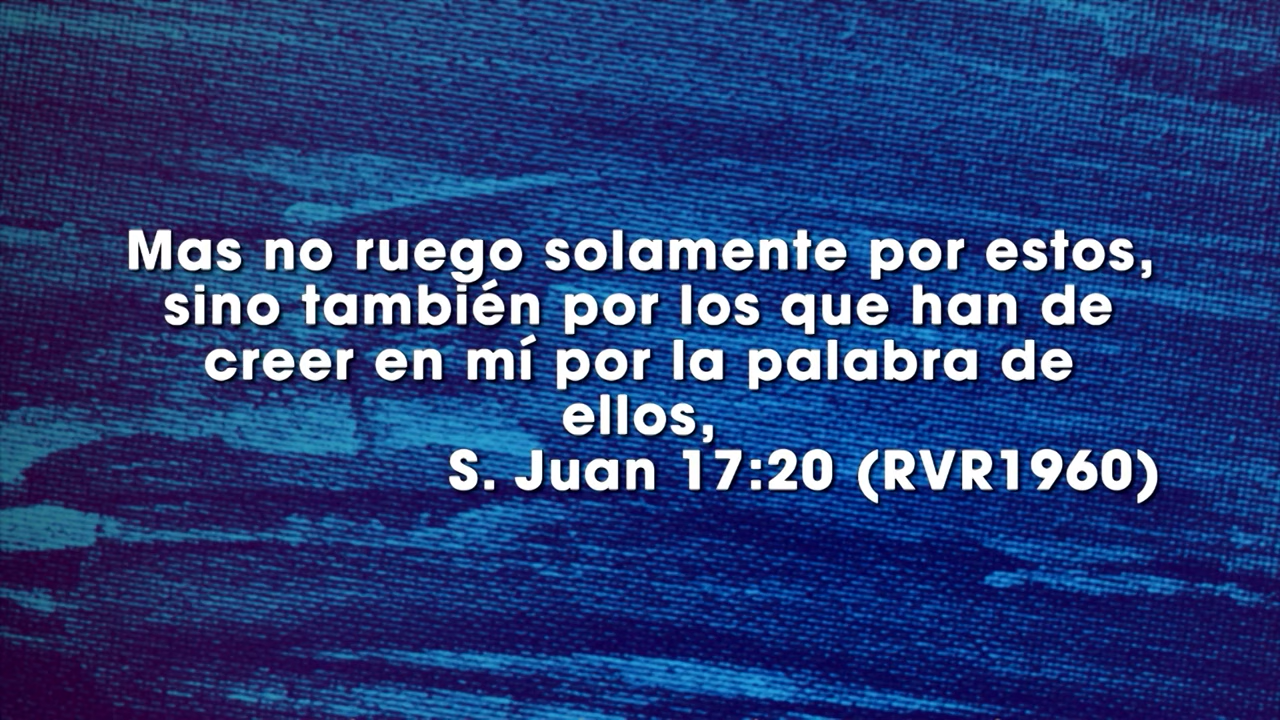 Mas no ruego solamente por estos,
sino también por los que han de
creer en mí por la palabra de
ellos,
S. Juan 17:20 (RVR1960)